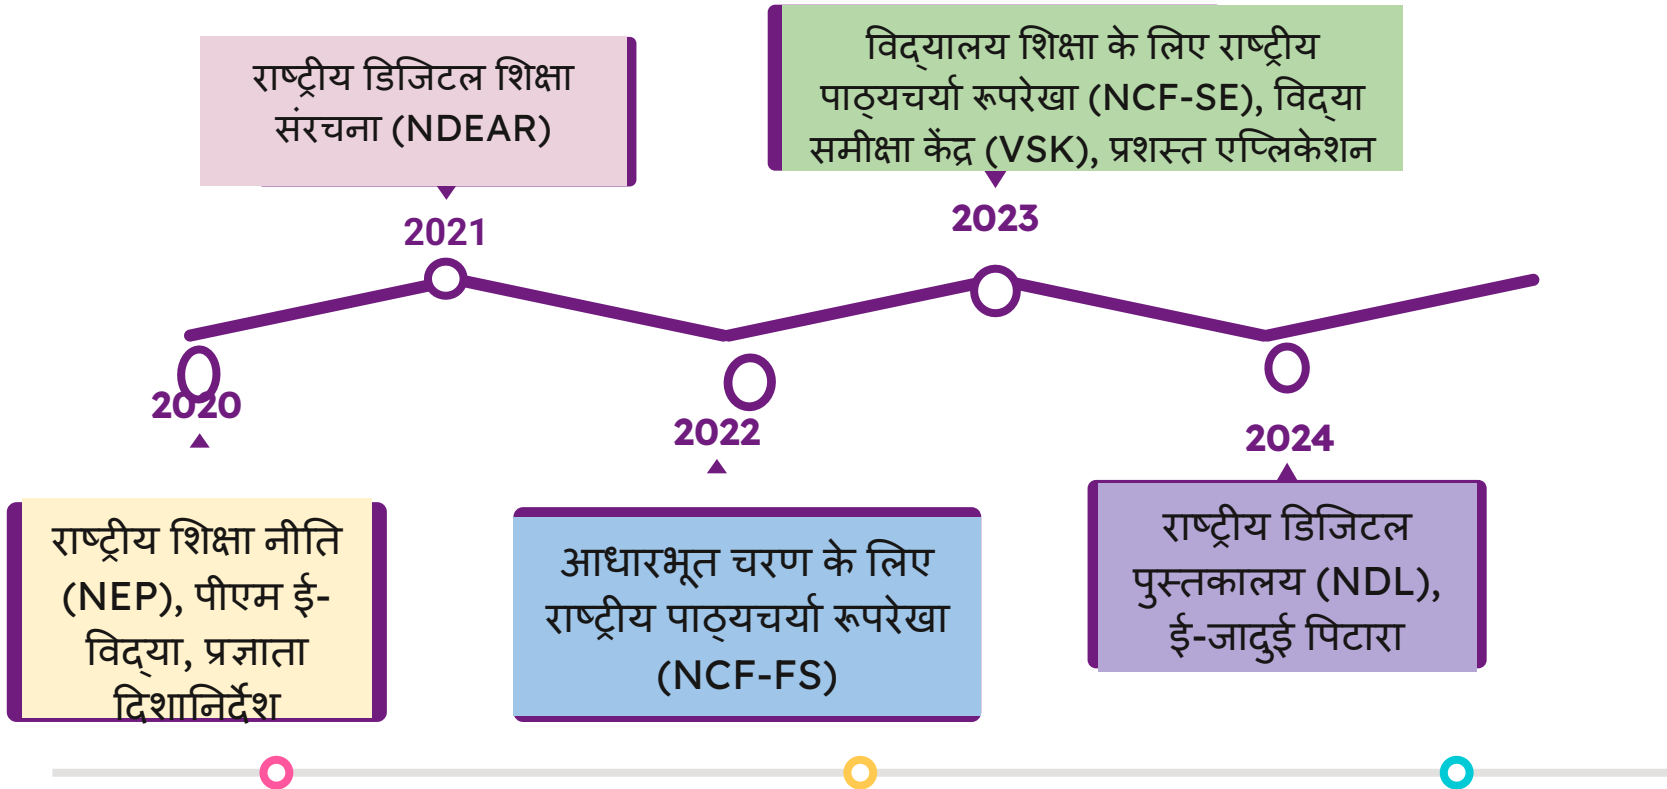 राष्ट्रीय डिजिटल शिक्षा
संरचना (NDEAR)
2021
विद्यालय शिक्षा के लिए राष्ट्रीय
पाठ्यचर्या रूपरेखा (NCF-SE), विद्या
समीक्षा केंद्र (VSK), प्रशस्त एप्लिकेशन
2023
2020
राष्ट्रीय शिक्षा नीति
(NEP), पीएम ई-
विद्या, प्रज्ञाता
दिशानिर्देश
2022
आधारभूत चरण के लिए
राष्ट्रीय पाठ्यचर्या रूपरेखा
(NCF-FS)
2024
राष्ट्रीय डिजिटल
पुस्तकालय (NDL),
ई-जादुई पिटारा